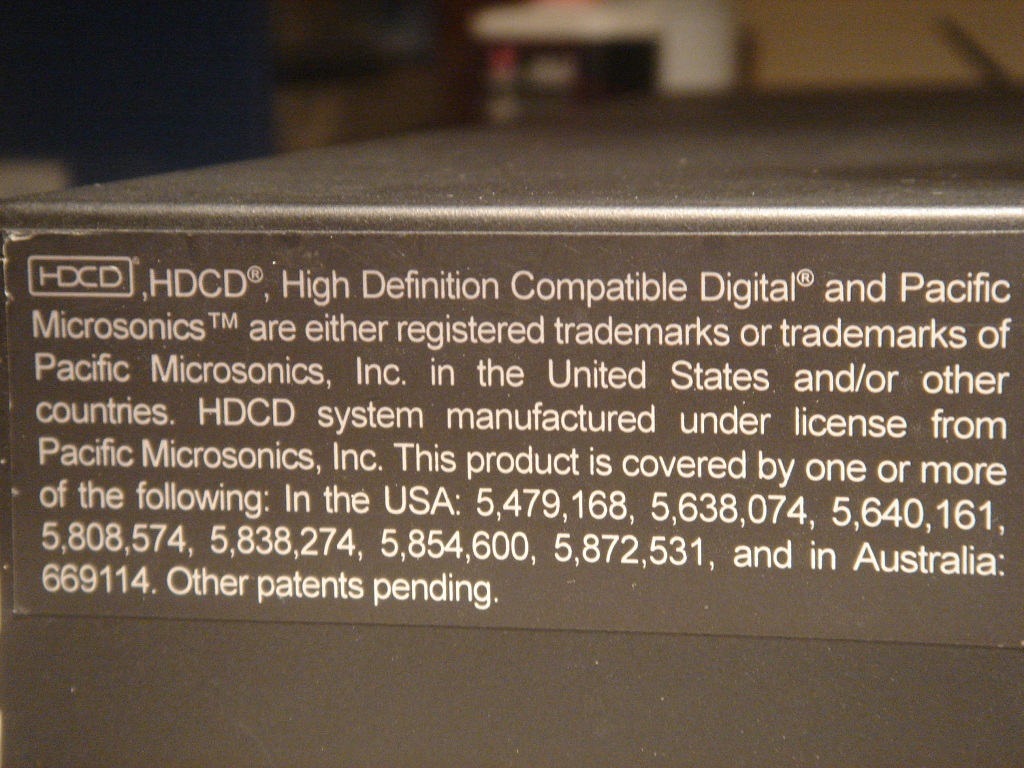 HDCD® ,HDCD®, High Definition Compatible Digital® and Pacific
Microsonics™ are either registered trademarks or trademarks of
Pacific Microsonics, Inc. in the United States and/or other
countries. HDCD system manufactured under license from
Pacific Microsonics, Inc. This product is covered by one or more
of the following: In the USA: 5,479,168, 5,638,074, 5,640,161,
5,808,574, 5,838,274, 5,854,600, 5,872,531, and in Australia:
669114. Other patents pending.